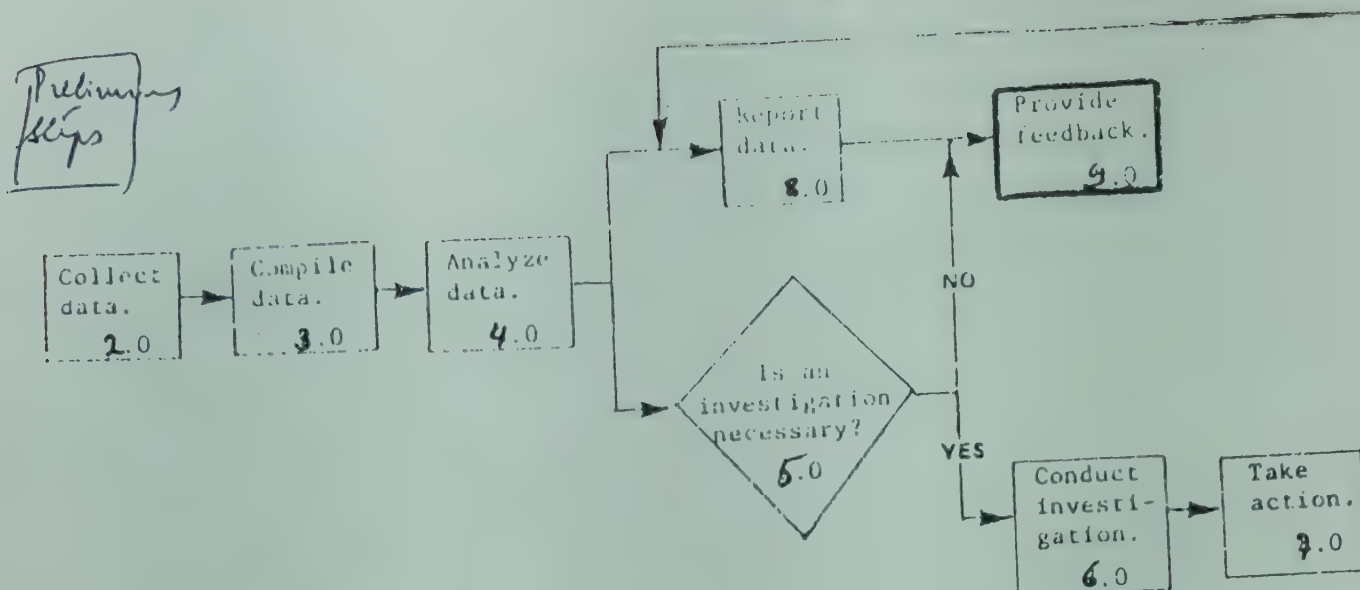 Preliminary
steps
Report
data.
8.0
Provide
feedback.
9.0
Collect
data.
2.0
Compile
data.
3.0
Analyze
data.
4.0
NO
Is an
investigation
necessary?
5.0
YES
Conduct
investi-
gation.
6.0
Take
action.
7.0